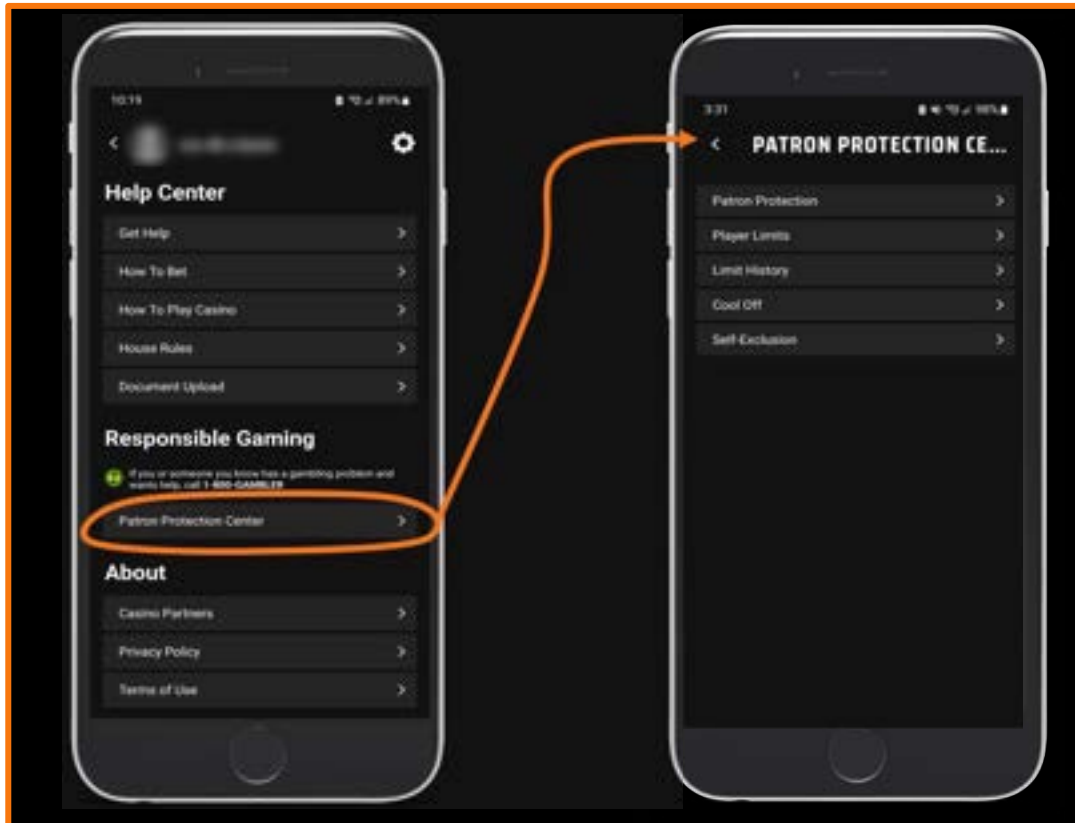 10:19
Help Center
Get Help
How To Bet
How To Play Casino
House Rules
Document Upload
Responsible Gaming
If you or someone you know has a gambling problem and
wants help, call 1-800-GAMBLER
Patron Protection Center
About
Casino Partners
Privacy Policy
Terms of Use
3:31
PATRON PROTECTION CE...
Patron Protection
Player Limits
Limit History
Cool Off
Self-Exclusion